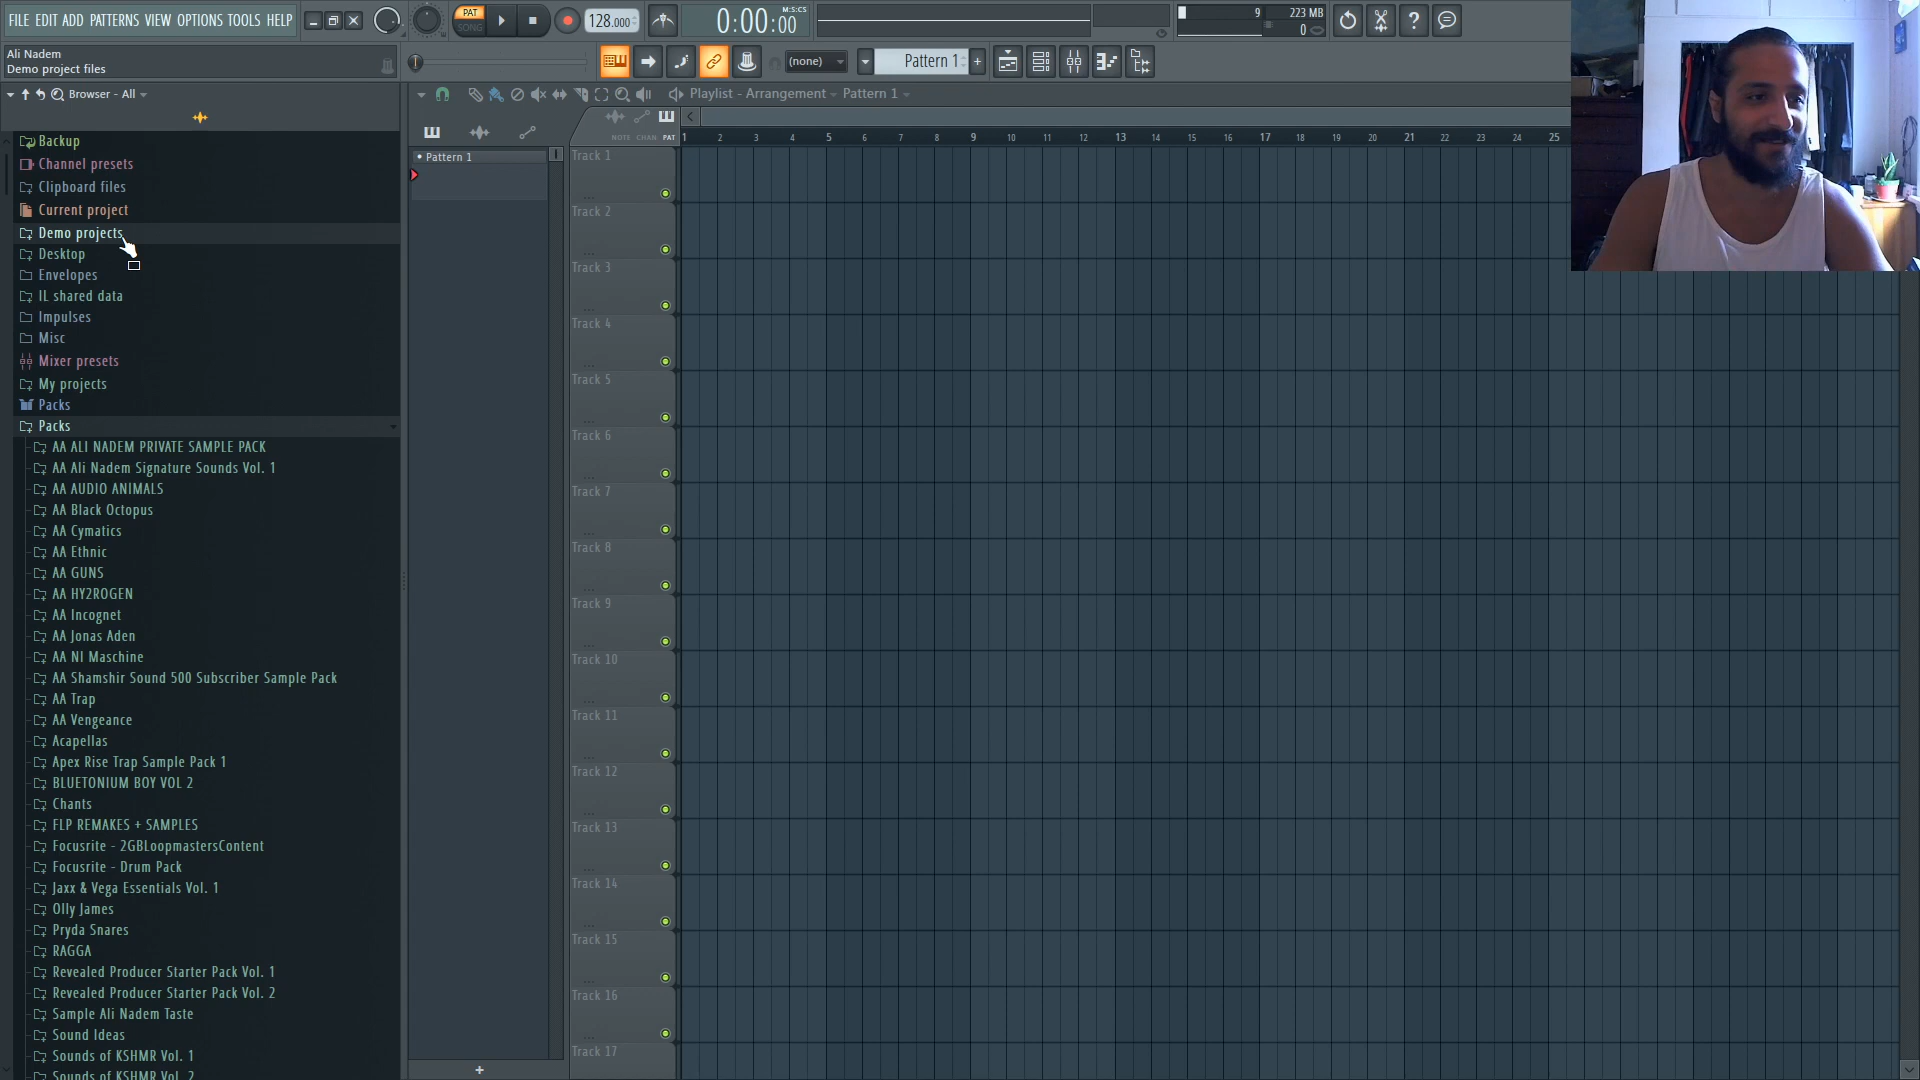 FILE EDIT ADD PATTERNS VIEW OPTIONS TOOLS HELP
PAT
SONG
128.000
0:00:00
M:S:CS
9
223 MB
0
Ali Nadem
Demo project files
(none)
Pattern 1
+
Browser - All
Playlist - Arrangement
Pattern 1
NOTE CHAN PAT
1 2 3 4 5 6 7 8 9 10 11 12 13 14 15 16 17 18 19 20 21 22 23 24 25
Backup
Channel presets
Clipboard files
Current project
Demo projects
Desktop
Envelopes
IL shared data
Impulses
Misc
Mixer presets
My projects
Packs
Packs
AA ALI NADEM PRIVATE SAMPLE PACK
AA Ali Nadem Signature Sounds Vol. 1
AA AUDIO ANIMALS
AA Black Octopus
AA Cymatics
AA Ethnic
AA GUNS
AA HY2ROGEN
AA Incognet
AA Jonas Aden
AA NI Maschine
AA Shamshir Sound 500 Subscriber Sample Pack
AA Trap
AA Vengeance
Acapellas
Apex Rise Trap Sample Pack 1
BLUETONIUM BOY VOL 2
Chants
FLP REMAKES + SAMPLES
Focusrite - 2GBLoopmastersContent
Focusrite - Drum Pack
Jaxx & Vega Essentials Vol. 1
Olly James
Pryda Snares
RAGGA
Revealed Producer Starter Pack Vol. 1
Revealed Producer Starter Pack Vol. 2
Sample Ali Nadem Taste
Sound Ideas
Sounds of KSHMR Vol. 1
Sounds of KSHMR Vol. 2
Pattern 1
+
Track 1
Track 2
Track 3
Track 4
Track 5
Track 6
Track 7
Track 8
Track 9
Track 10
Track 11
Track 12
Track 13
Track 14
Track 15
Track 16
Track 17